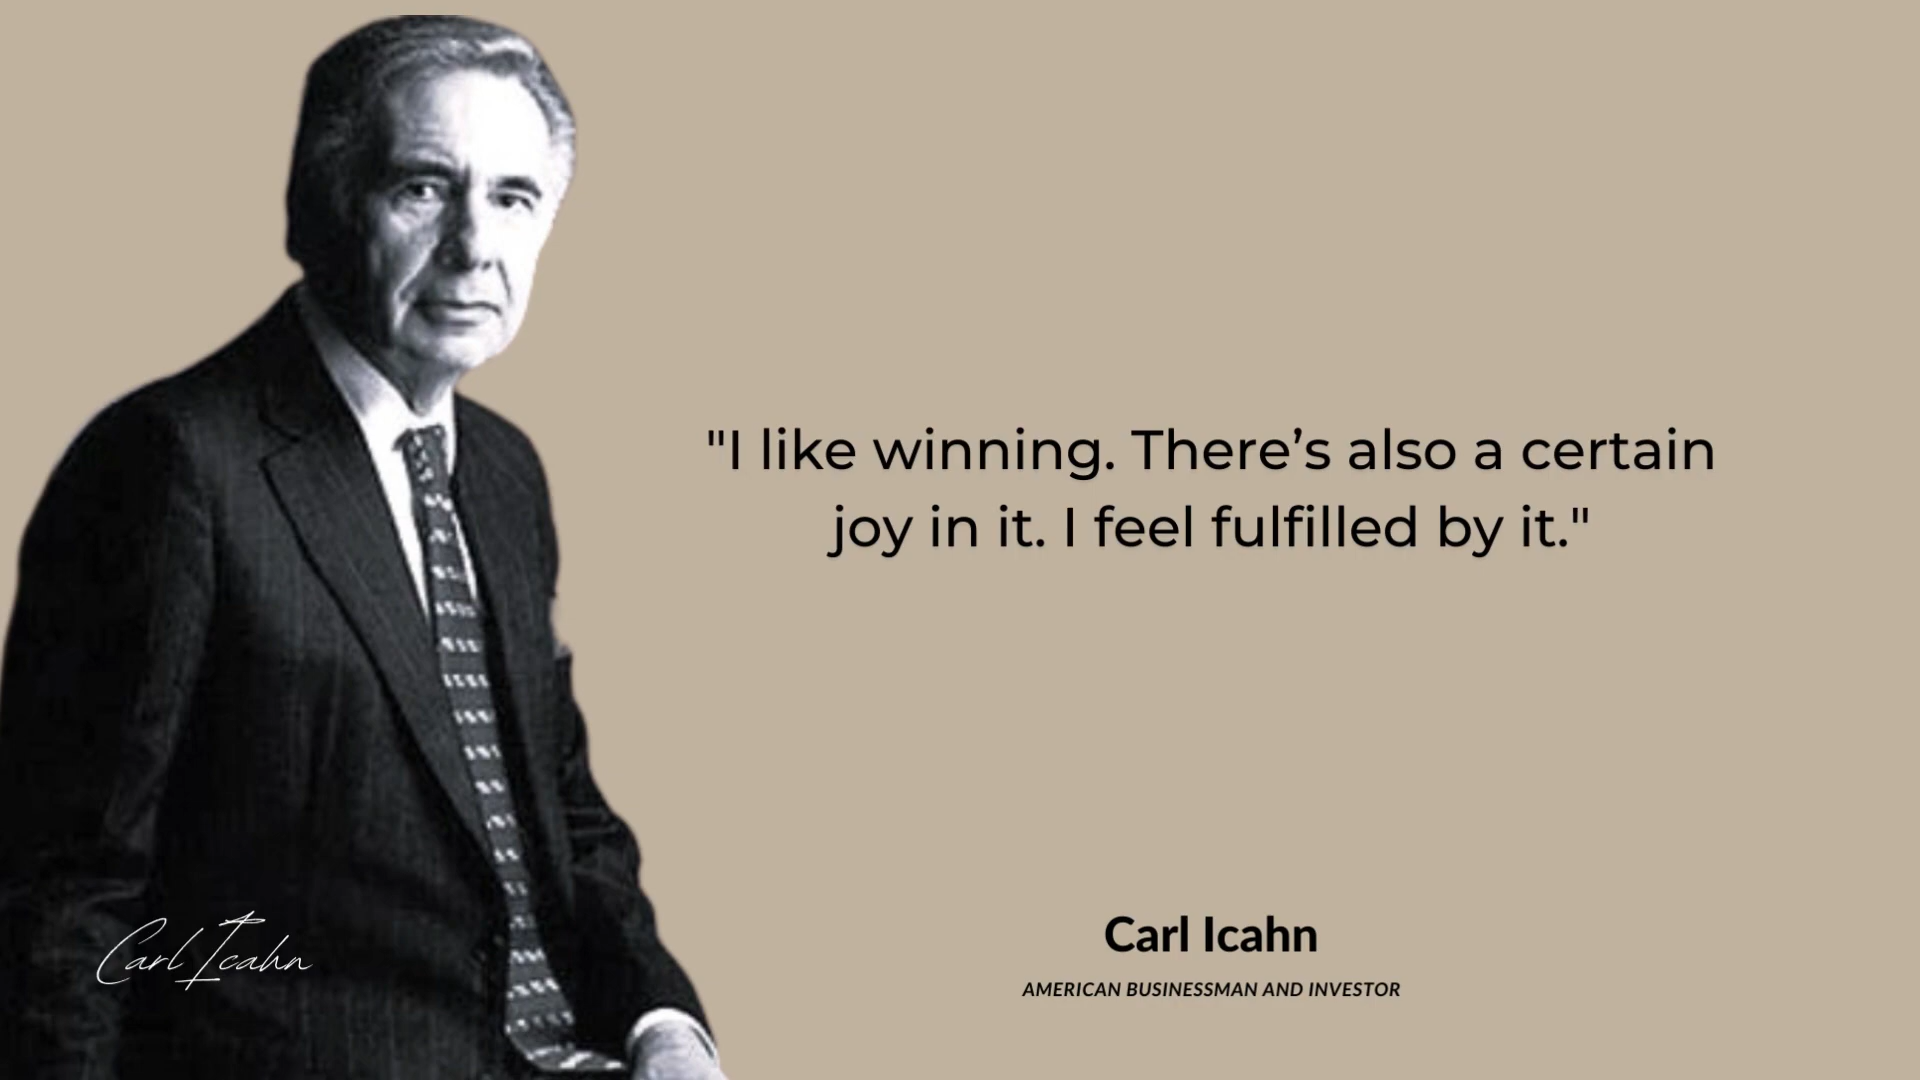 "I like winning. There’s also a certain
joy in it. I feel fulfilled by it."
Carl Icahn
Carl Icahn
AMERICAN BUSINESSMAN AND INVESTOR